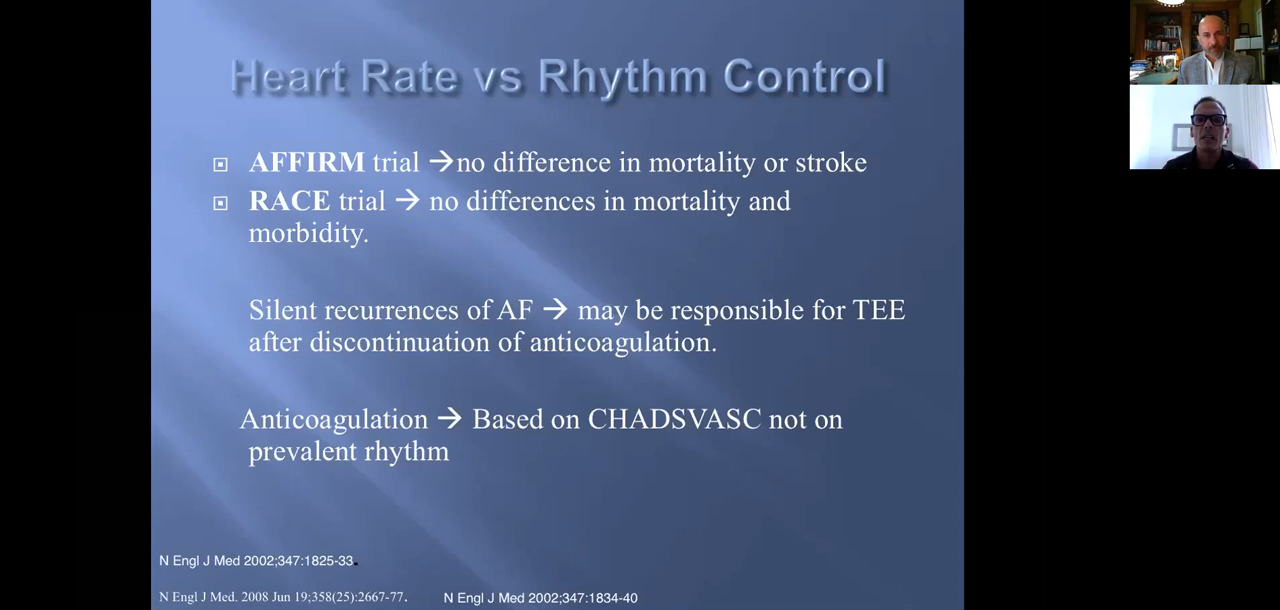 Heart Rate vs Rhythm Control
AFFIRM trial →no difference in mortality or stroke
RACE trial → no differences in mortality and
morbidity.
Silent recurrences of AF → may be responsible for TEE
after discontinuation of anticoagulation.
Anticoagulation → Based on CHADSVASC not on
prevalent rhythm
N Engl J Med 2002;347:1825-33.
N Engl J Med. 2008 Jun 19;358(25):2667-77.
N Engl J Med 2002;347:1834-40